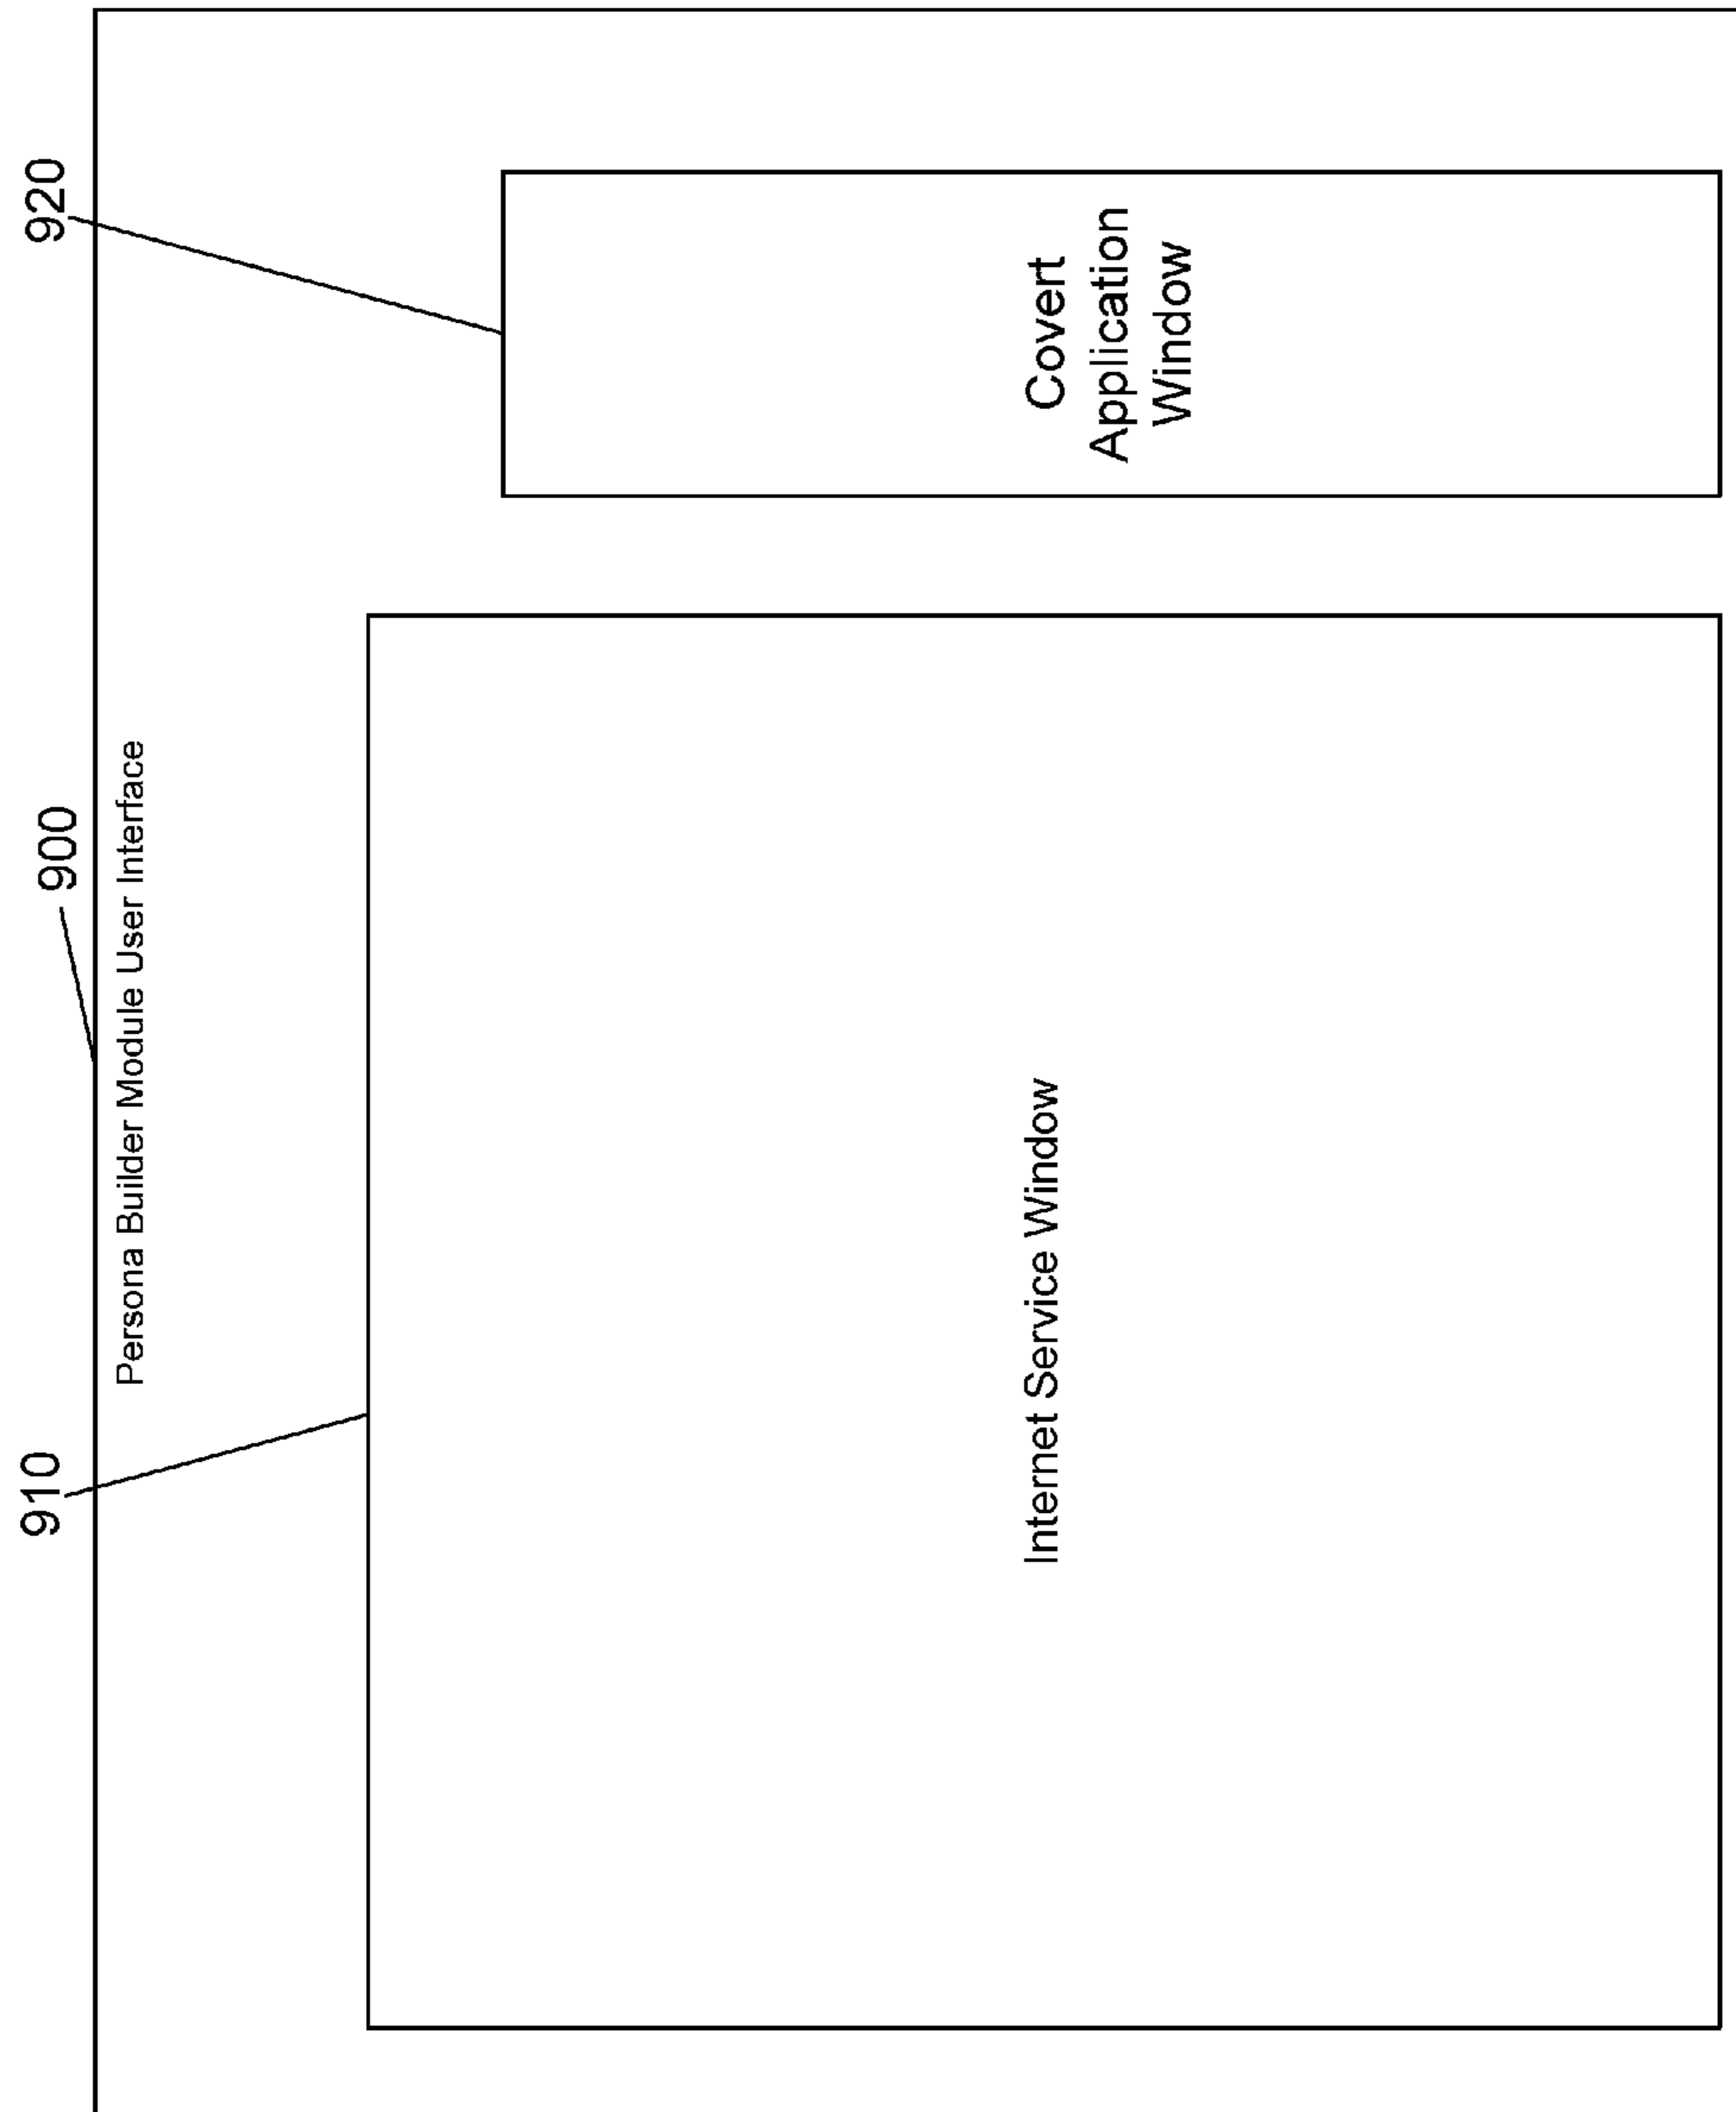 910
900
920
Persona Builder Module User Interface
Internet Service Window
Covert
Application
Window